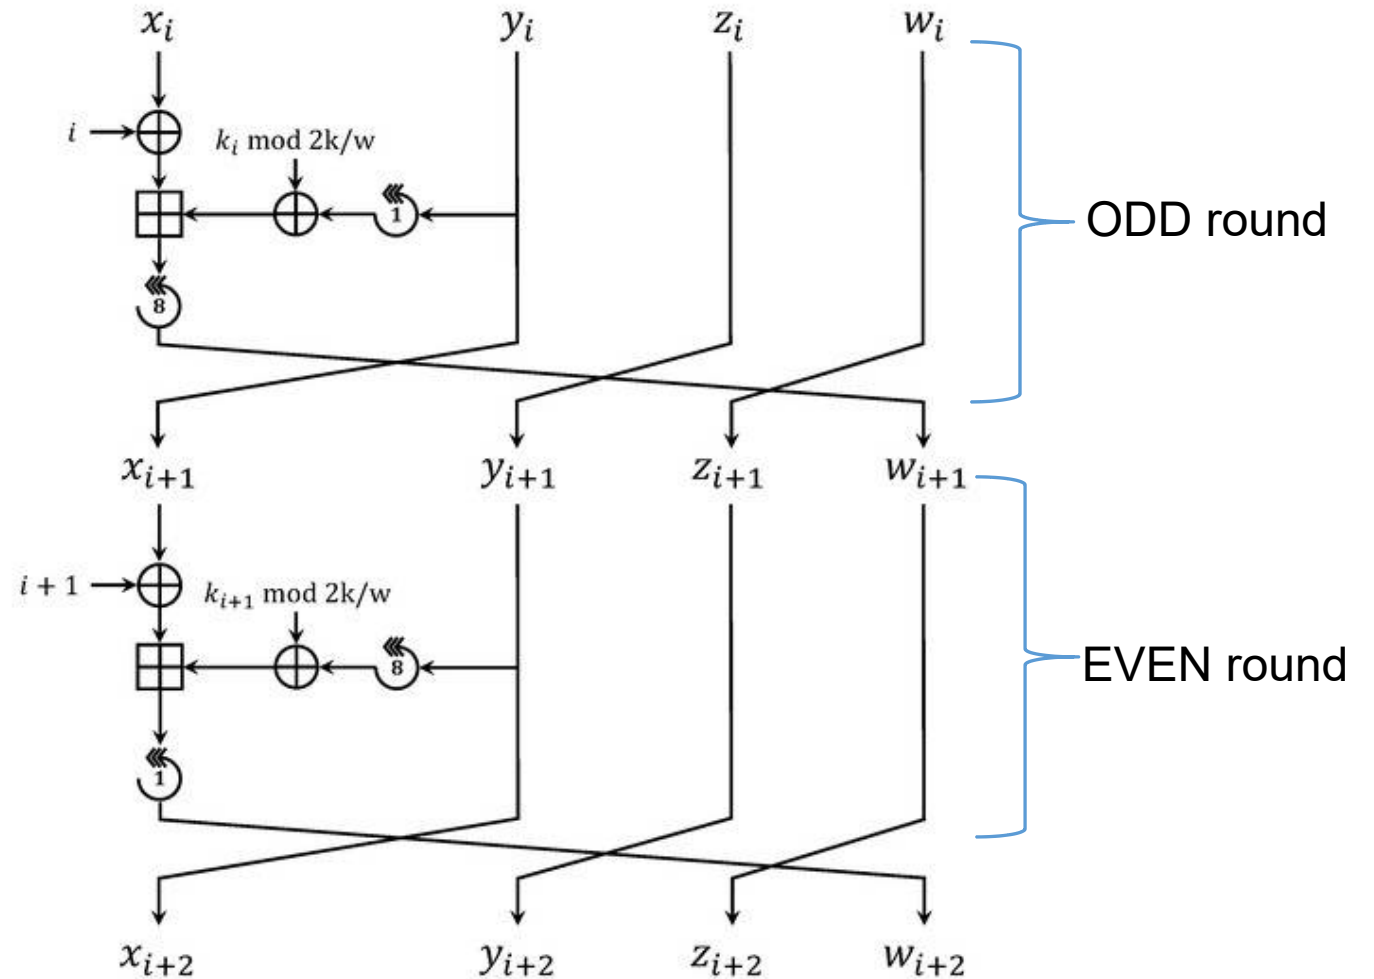 xᵢ yᵢ zᵢ wᵢ
i
kᵢ mod 2k/w
1
8
ODD round
xᵢ₊₁ yᵢ₊₁ zᵢ₊₁ wᵢ₊₁
i + 1
kᵢ₊₁ mod 2k/w
8
1
EVEN round
xᵢ₊₂ yᵢ₊₂ zᵢ₊₂ wᵢ₊₂